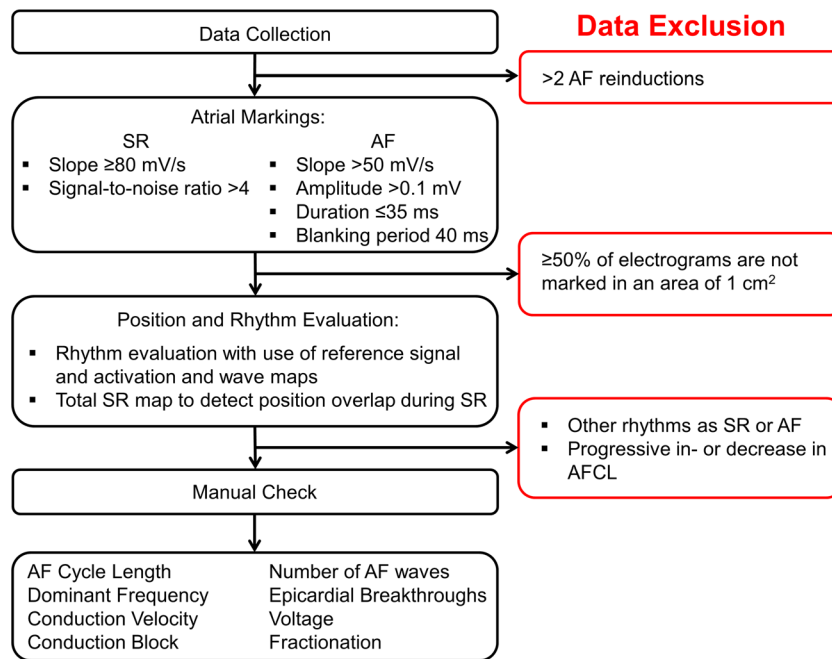 Data Collection
Data Exclusion
>2 AF reinductions
Atrial Markings:
SR
▪ Slope ≥80 mV/s
▪ Signal-to-noise ratio >4
AF
▪ Slope >50 mV/s
▪ Amplitude >0.1 mV
▪ Duration ≤35 ms
▪ Blanking period 40 ms
≥50% of electrograms are not
marked in an area of 1 cm²
Position and Rhythm Evaluation:
▪ Rhythm evaluation with use of reference signal
and activation and wave maps
▪ Total SR map to detect position overlap during SR
▪ Other rhythms as SR or AF
▪ Progressive in- or decrease in
AFCL
Manual Check
AF Cycle Length
Dominant Frequency
Conduction Velocity
Conduction Block
Number of AF waves
Epicardial Breakthroughs
Voltage
Fractionation